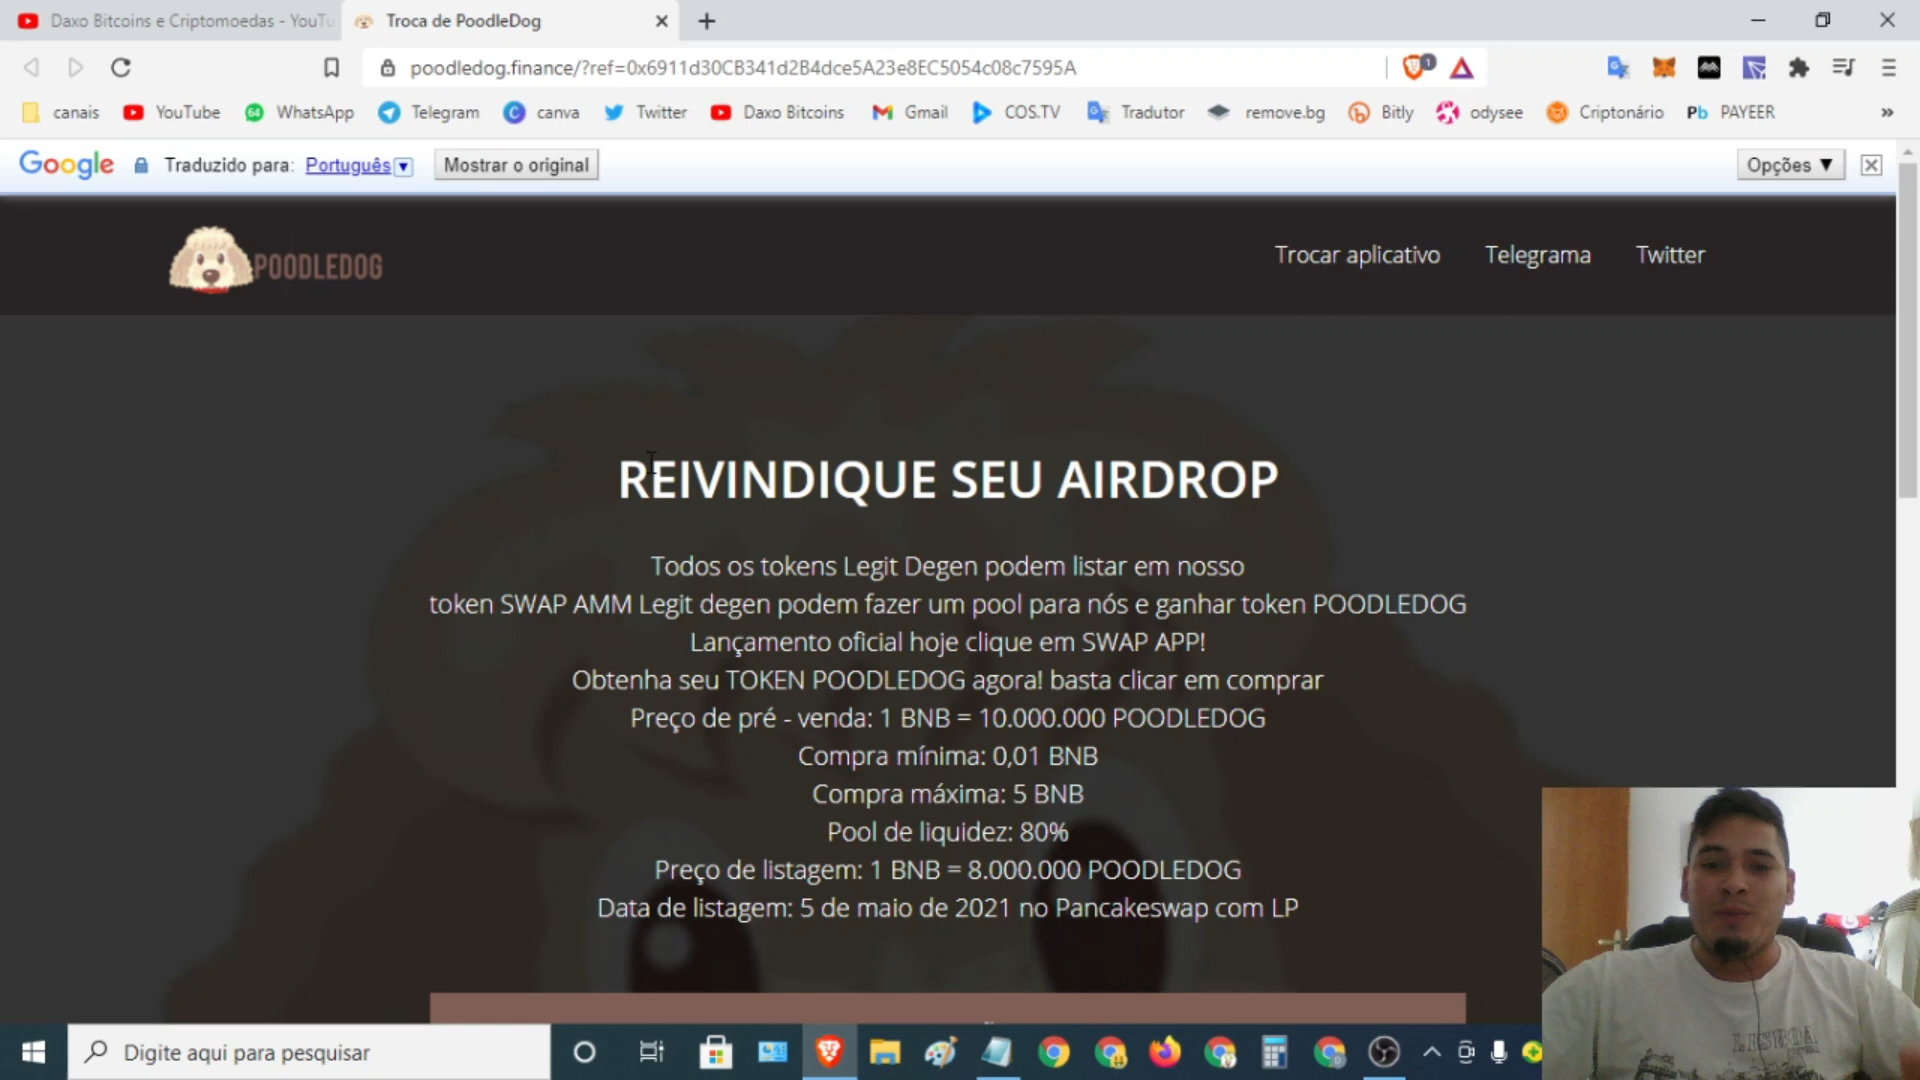 Daxo Bitcoins e Criptomoedas - YouTu
Troca de PoodleDog
poodledog.finance/?ref=0x6911d30CB341d2B4dce5A23e8EC5054c08c7595A
canais YouTube WhatsApp Telegram canva Twitter Daxo Bitcoins Gmail COS.TV Tradutor remove.bg Bitly odysee Criptonário PAYEER
Google Traduzido para: Português Mostrar o original Opções
POODLEDOG
Trocar aplicativo Telegrama Twitter
REIVINDIQUE SEU AIRDROP
Todos os tokens Legit Degen podem listar em nosso
token SWAP AMM Legit degen podem fazer um pool para nós e ganhar token POODLEDOG
Lançamento oficial hoje clique em SWAP APP!
Obtenha seu TOKEN POODLEDOG agora! basta clicar em comprar
Preço de pré - venda: 1 BNB = 10.000.000 POODLEDOG
Compra mínima: 0,01 BNB
Compra máxima: 5 BNB
Pool de liquidez: 80%
Preço de listagem: 1 BNB = 8.000.000 POODLEDOG
Data de listagem: 5 de maio de 2021 no Pancakeswap com LP
LISBOA
Digite aqui para pesquisar